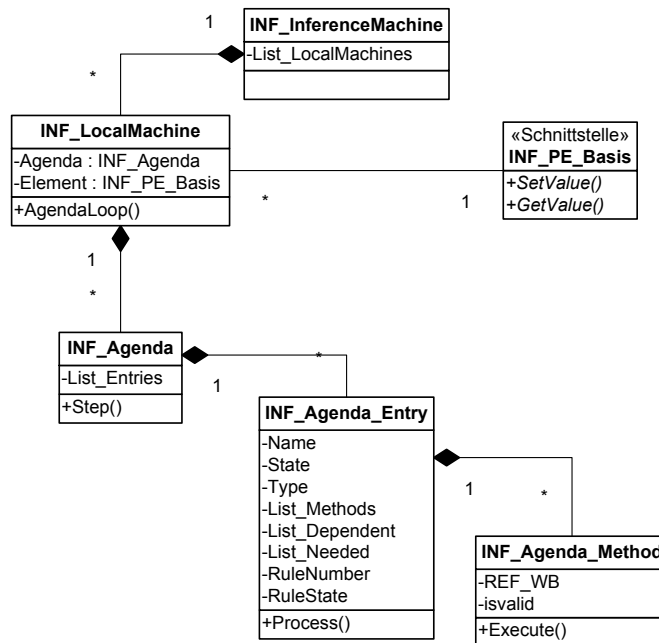 INF_InferenceMachine
-List_LocalMachines
1
*
INF_LocalMachine
-Agenda : INF_Agenda
-Element : INF_PE_Basis
+AgendaLoop()
«Schnittstelle»
INF_PE_Basis
+SetValue()
+GetValue()
*
1
1
*
INF_Agenda
-List_Entries
+Step()
1
*
INF_Agenda_Entry
-Name
-State
-Type
-List_Methods
-List_Dependent
-List_Needed
-RuleNumber
-RuleState
+Process()
1
*
INF_Agenda_Method
-REF_WB
-isvalid
+Execute()